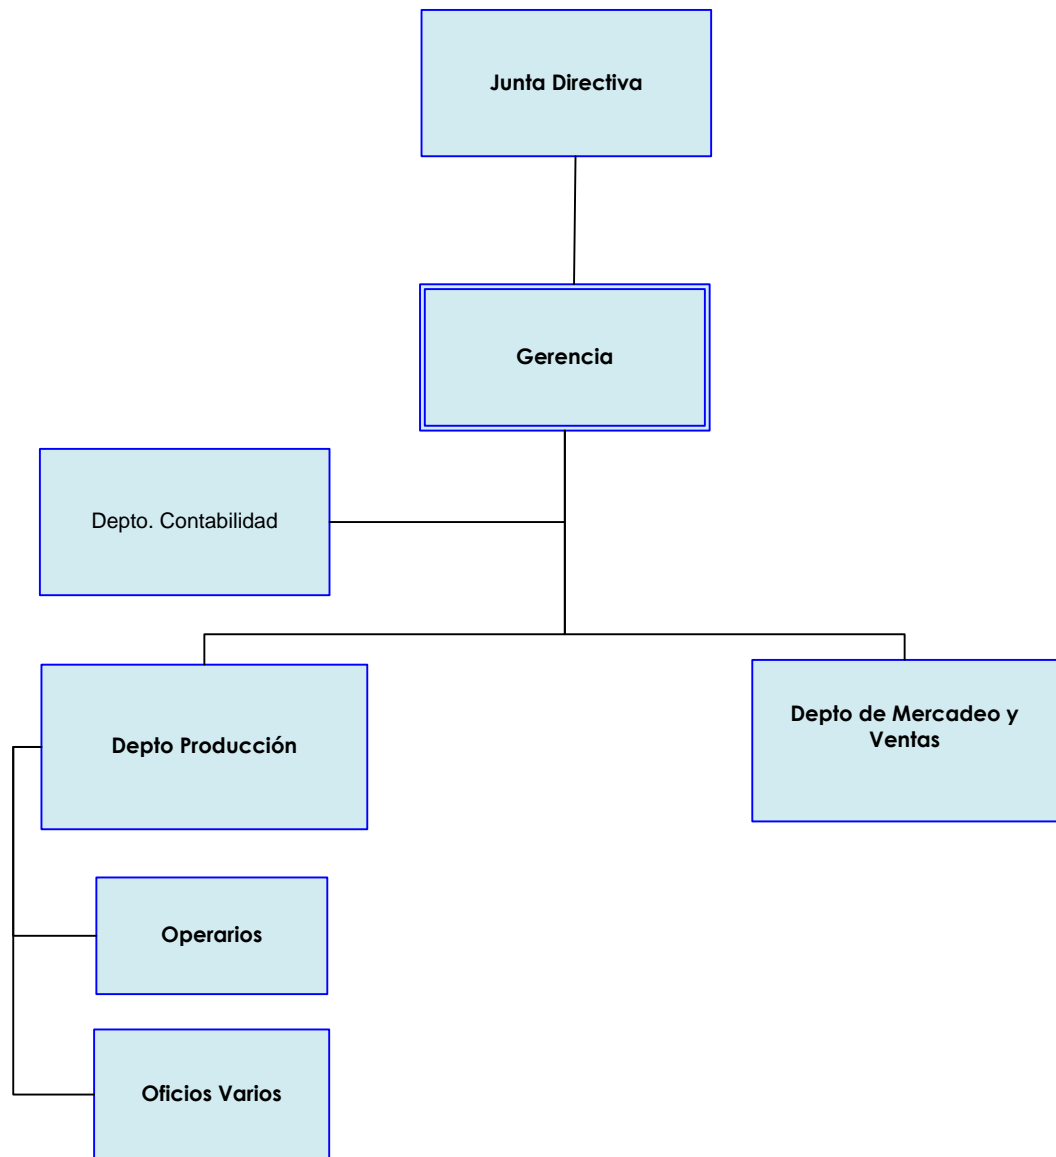 Junta Directiva
Gerencia
Depto. Contabilidad
Depto Producción
Depto de Mercadeo y
Ventas
Operarios
Oficios Varios